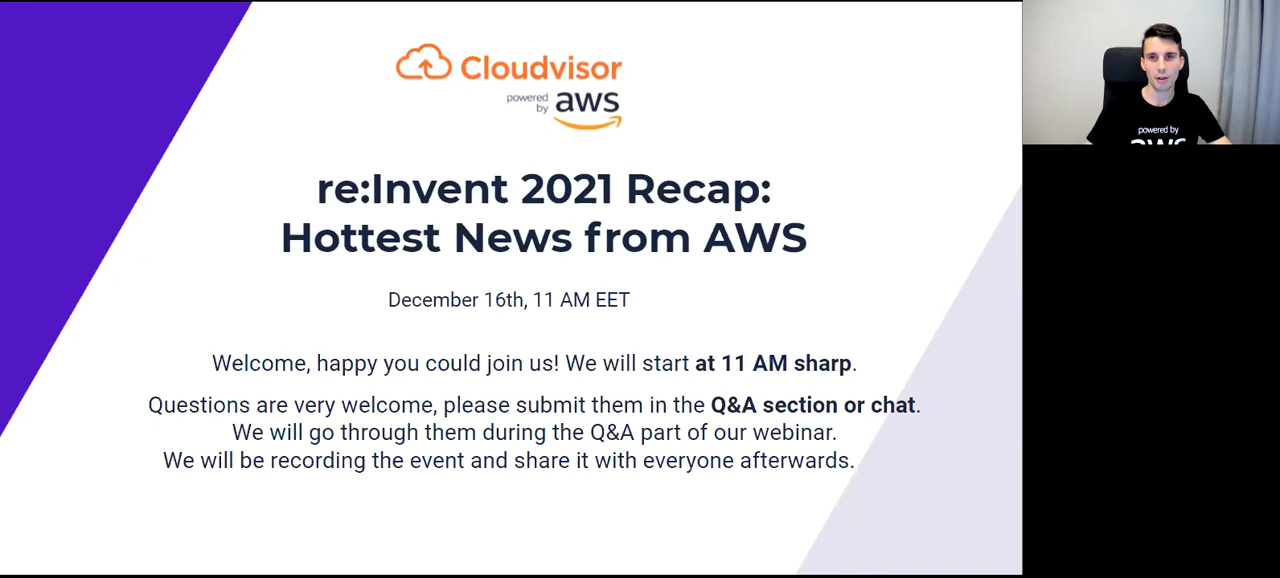 Cloudvisor
powered
by
aws
re:Invent 2021 Recap:
Hottest News from AWS
December 16th, 11 AM EET
Welcome, happy you could join us! We will start at 11 AM sharp.
Questions are very welcome, please submit them in the Q&A section or chat.
We will go through them during the Q&A part of our webinar.
We will be recording the event and share it with everyone afterwards.
powered by
aws